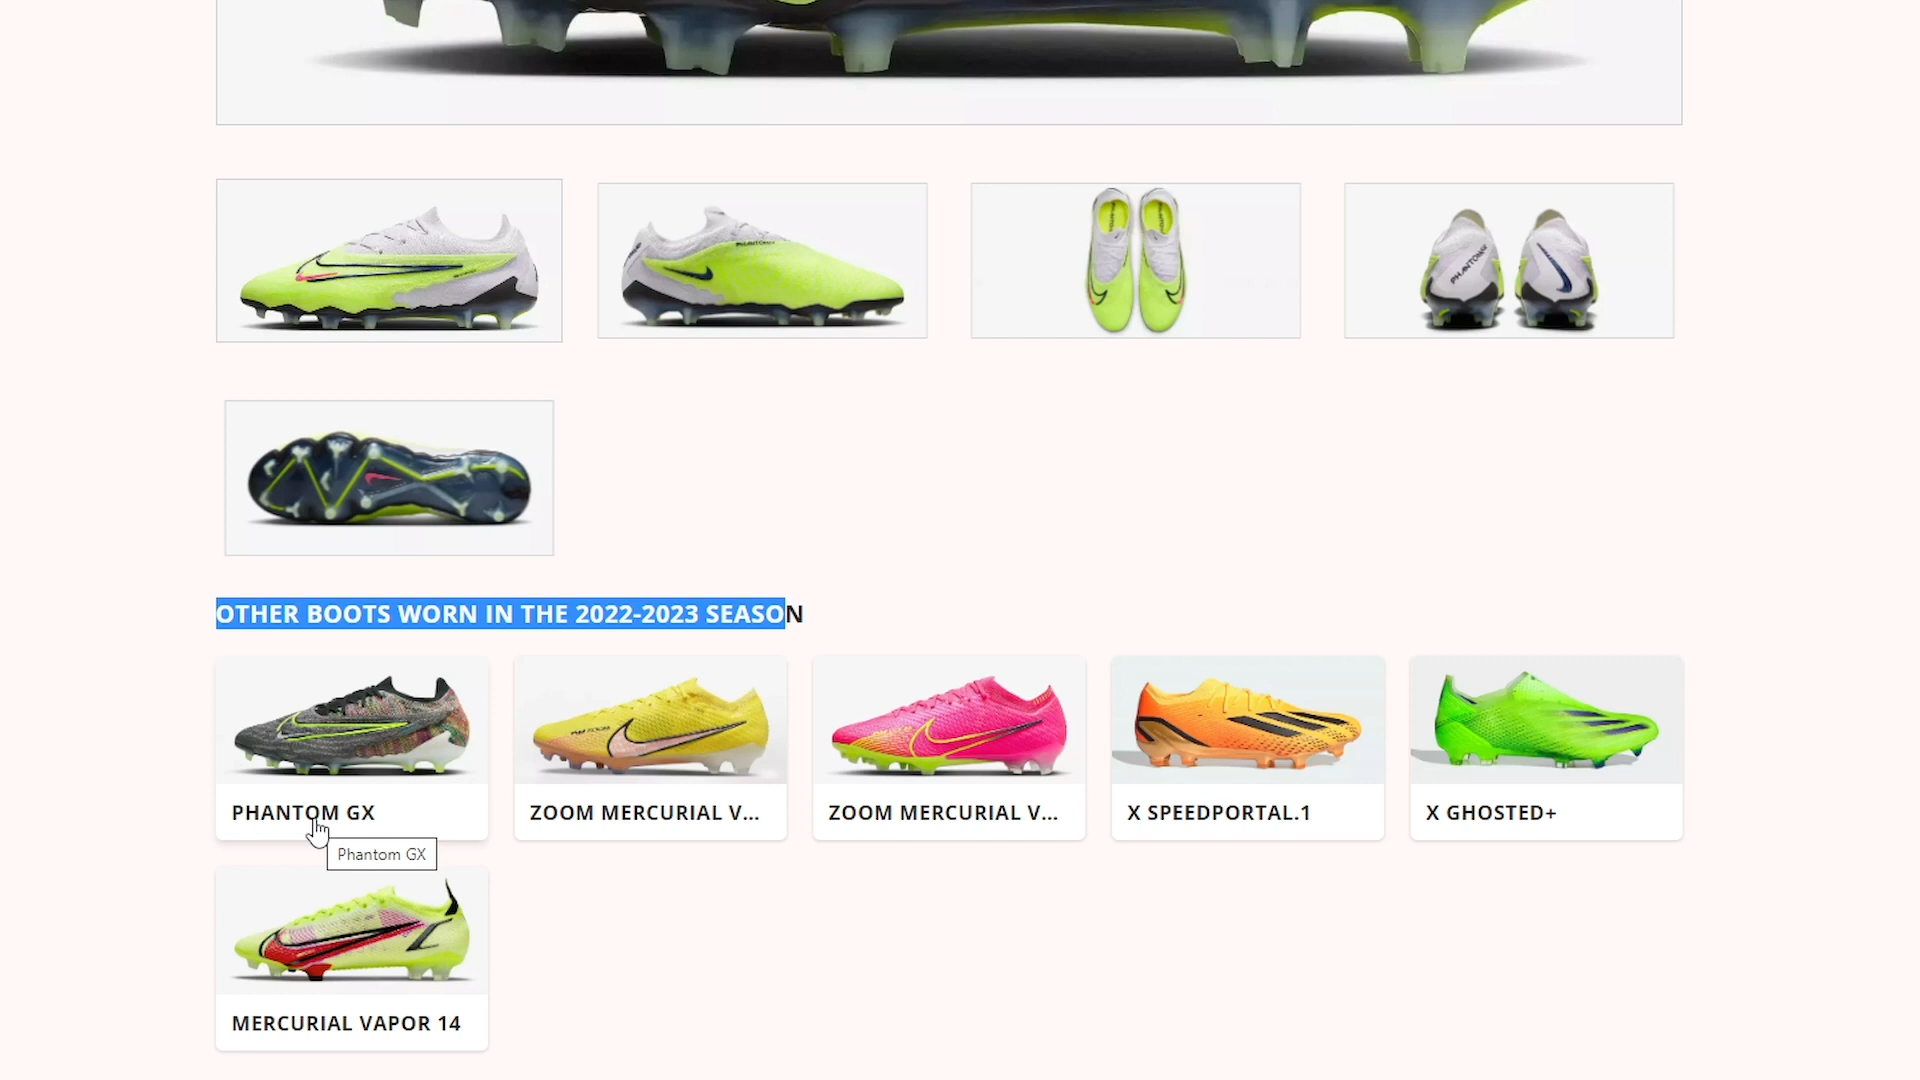 OTHER BOOTS WORN IN THE 2022-2023 SEASON
PHANTOM GX
ZOOM MERCURIAL V...
ZOOM MERCURIAL V...
X SPEEDPORTAL.1
X GHOSTED+
Phantom GX
MERCURIAL VAPOR 14